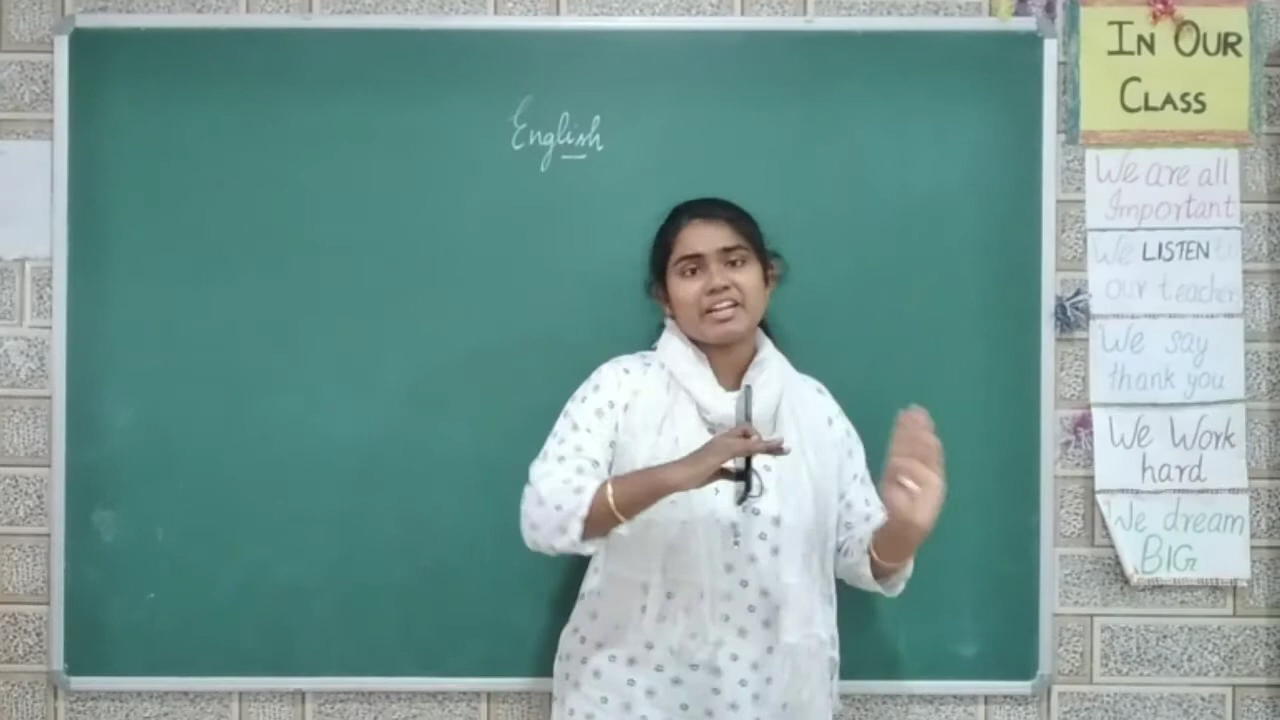 English
IN OUR
CLASS
We are all
Important
We LISTEN to
our teacher
We say
thank you
We Work
hard
We dream
BIG